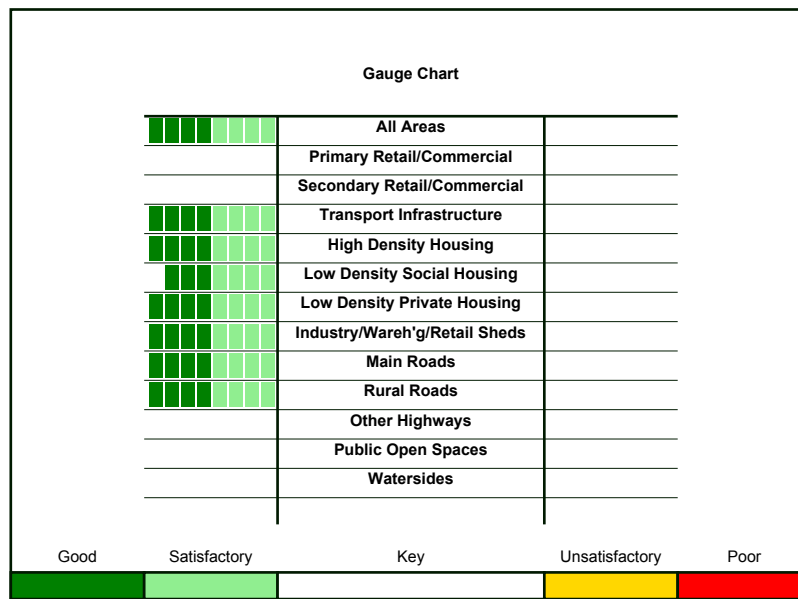 Gauge Chart
All Areas
Primary Retail/Commercial
Secondary Retail/Commercial
Transport Infrastructure
High Density Housing
Low Density Social Housing
Low Density Private Housing
Industry/Wareh'g/Retail Sheds
Main Roads
Rural Roads
Other Highways
Public Open Spaces
Watersides
Good Satisfactory Key Unsatisfactory Poor